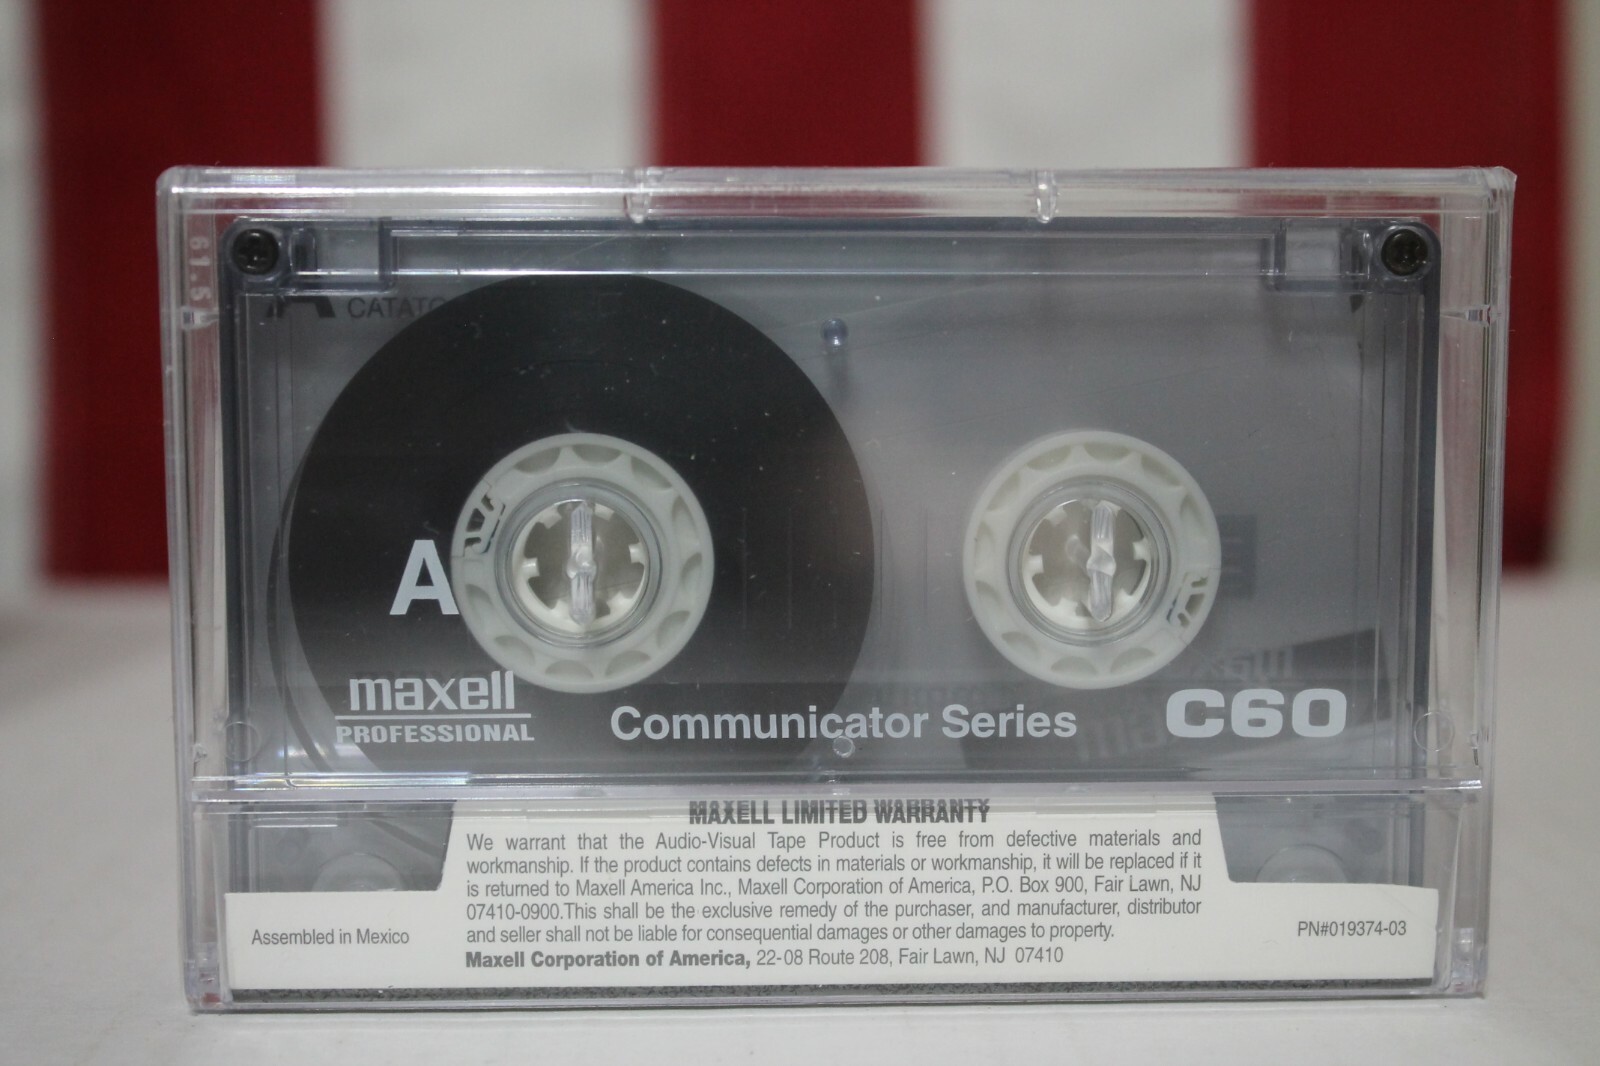 61.5
A
maxell
PROFESSIONAL
Communicator Series
C60
MAXELL LIMITED WARRANTY
We warrant that the Audio-Visual Tape Product is free from defective materials and
workmanship. If the product contains defects in materials or workmanship, it will be replaced if it
is returned to Maxell America Inc., Maxell Corporation of America, P.O. Box 900, Fair Lawn, NJ
07410-0900.This shall be the exclusive remedy of the purchaser, and manufacturer, distributor
and seller shall not be liable for consequential damages or other damages to property.
Maxell Corporation of America, 22-08 Route 208, Fair Lawn, NJ 07410
Assembled in Mexico
PN#019374-03